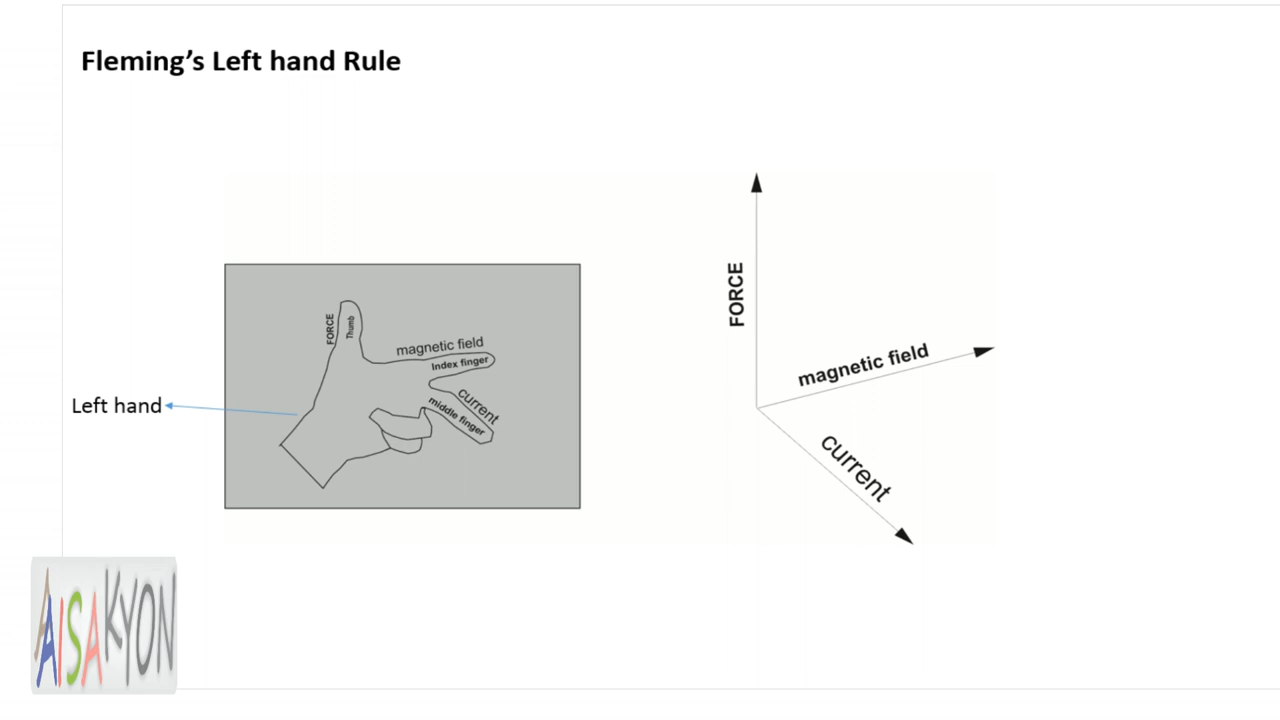 Fleming’s Left hand Rule
FORCE
Thumb
magnetic field
Index finger
current
middle finger
Left hand
FORCE
magnetic field
current
AISAKYON